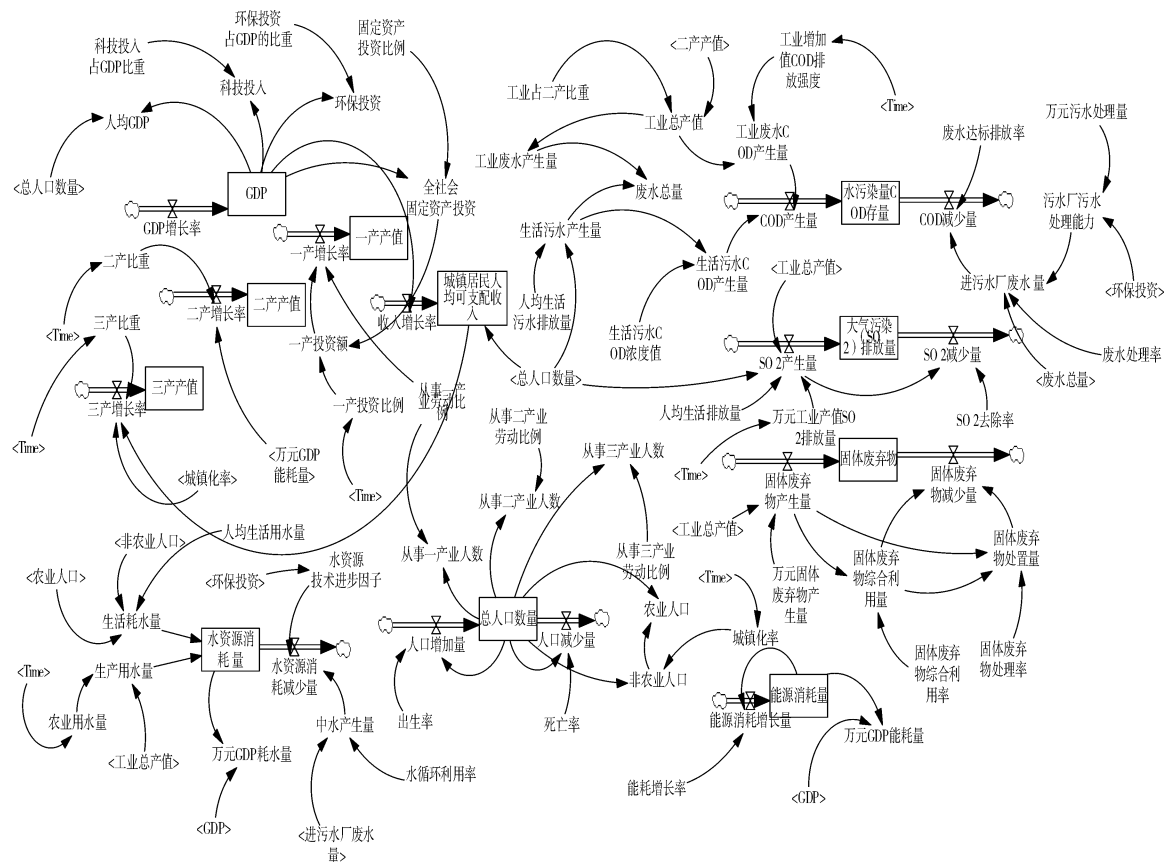 环保投资
占GDP的比重
固定资产
投资比例
科技投入
占GDP比重
科技投入
环保投资
人均GDP
<总人口数量>
GDP
GDP增长率
全社会
固定资产投资
一产产值
一产增长率
二产比重
<Time>
二产增长率
二产产值
城镇居民人
均可支配收
入
收入增长率
三产比重
三产产值
三产增长率
<Time>
一产投资额
一产投资比例
<Time>
从事一产
业劳动比
例
<城镇化率>
<万元GDP
能耗量>
工业占二产比重
<二产产值>
工业增加
值COD排
放强度
<Time>
工业总产值
工业废水产生量
工业废水C
OD产生量
废水总量
生活污水产生量
COD产生量
水污染量C
OD存量
COD减少量
废水达标排放率
万元污水处理量
污水厂污水
处理能力
<环保投资>
进污水厂废水量
废水处理率
<废水总量>
生活污水C
OD产生量
生活污水C
OD浓度值
人均生活
污水排放量
<总人口数量>
<工业总产值>
大气污染
（SO
2）排放量
SO 2产生量
SO 2减少量
SO 2去除率
人均生活排放量
万元工业产值SO
2排放量
<Time>
固体废弃物
固体废弃
物产生量
固体废弃
物减少量
<工业总产值>
万元固体
废弃物产
生量
固体废弃
物综合利
用量
固体废弃
物处置量
固体废弃
物综合利
用率
固体废弃
物处理率
从事二产业
劳动比例
从事三产业人数
从事二产业人数
从事一产业人数
从事三产业
劳动比例
总人口数量
人口增加量
人口减少量
出生率
死亡率
农业人口
非农业人口
<Time>
城镇化率
能源消耗量
能源消耗增长量
能耗增长率
万元GDP能耗量
<GDP>
<非农业人口>
人均生活用水量
<农业人口>
生活耗水量
<环保投资>
水资源
技术进步因子
水资源消
耗量
水资源消
耗减少量
生产用水量
<Time>
农业用水量
<工业总产值>
万元GDP耗水量
<GDP>
中水产生量
水循环利用率
<进污水厂废水
量>